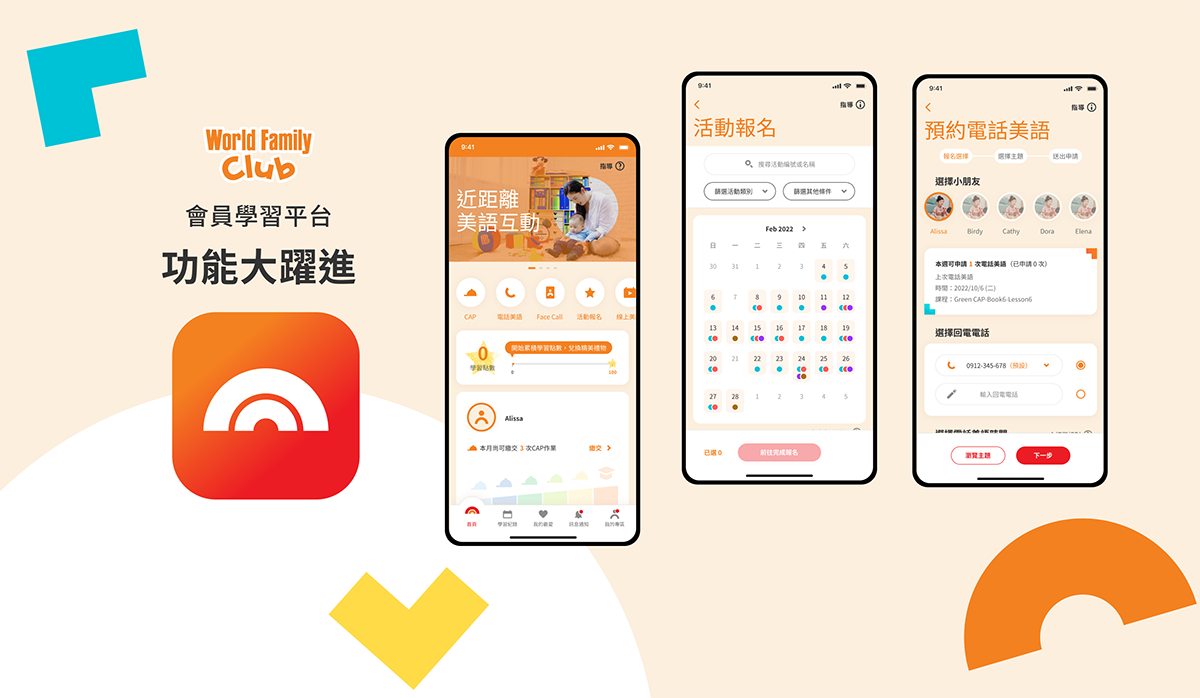 World Family
Club
會員學習平台
功能大躍進
9:41
指導
近距離
美語互動
CAP
電話美語
Face Call
活動報名
線上美
0
學習點數
開始累積學習點數，兌換精美禮物
0
Alissa
本月尚可繳交 3 次CAP作業
繳交
首頁
學習紀錄
我的最愛
訊息通知
我的專區
9:41
指導
活動報名
搜尋活動編號或名稱
篩選活動類別
篩選其他條件
Feb 2022
日 一 二 三 四 五 六
30 31 1 2 3 4 5
6 7 8 9 10 11 12
13 14 15 16 17 18 19
20 21 22 23 24 25 26
27 28 1 2 3 4 5
已選 0
前往完成報名
9:41
指導
預約電話美語
報名選擇
選擇主題
送出申請
選擇小朋友
Alissa Birdy Cathy Dora Elena
本週可申請 1 次電話美語（已申請 0 次）
上次電話美語
時間：2022/10/6 (二)
課程：Green CAP-Book6-Lesson6
選擇回電電話
0912-345-678（預設）
輸入回電電話
瀏覽主題
下一步